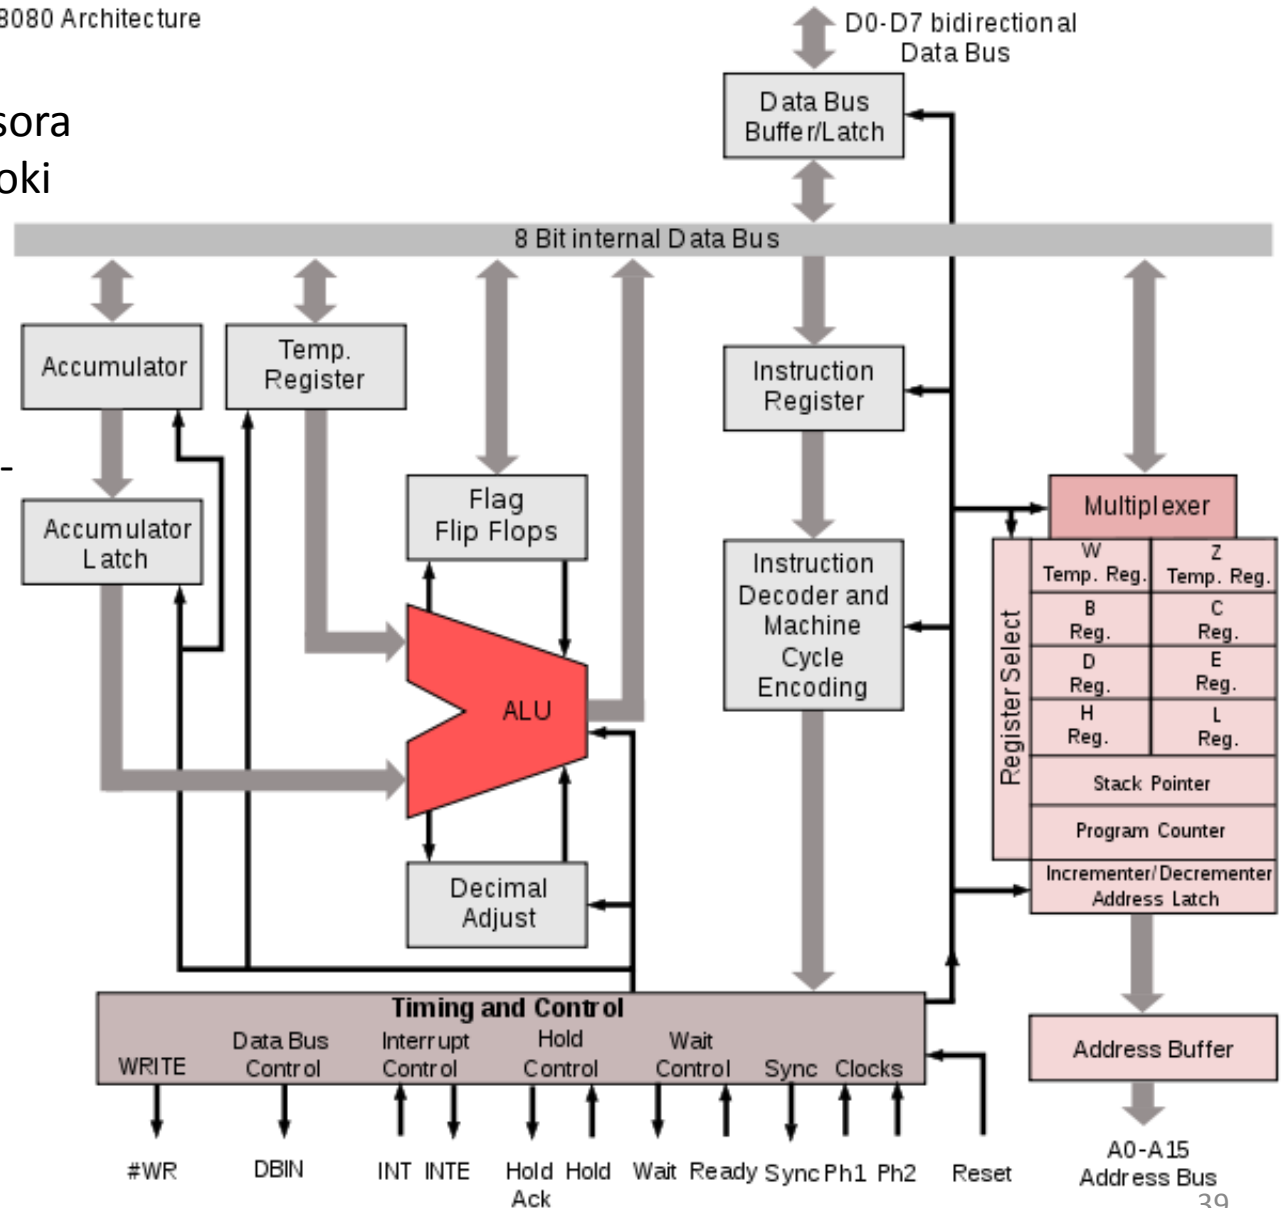 8080 Architecture
D0-D7 bidirectional
Data Bus
sora
oki
-
Data Bus
Buffer/Latch
8 Bit internal Data Bus
Accumulator
Temp.
Register
Instruction
Register
Accumulator
Latch
Flag
Flip Flops
Multiplexer
Instruction
Decoder and
Machine
Cycle
Encoding
Register Select
W
Temp. Reg.
Z
Temp. Reg.
B
Reg.
C
Reg.
D
Reg.
E
Reg.
H
Reg.
L
Reg.
Stack Pointer
Program Counter
Incrementer/Decrementer
Address Latch
ALU
Decimal
Adjust
Timing and Control
WRITE
Data Bus
Control
Interrupt
Control
Hold
Control
Wait
Control
Sync
Clocks
Address Buffer
#WR
DBIN
INT
INTE
Hold
Ack
Hold
Wait
Ready
Sync
Ph1
Ph2
Reset
A0-A15
Address Bus
39